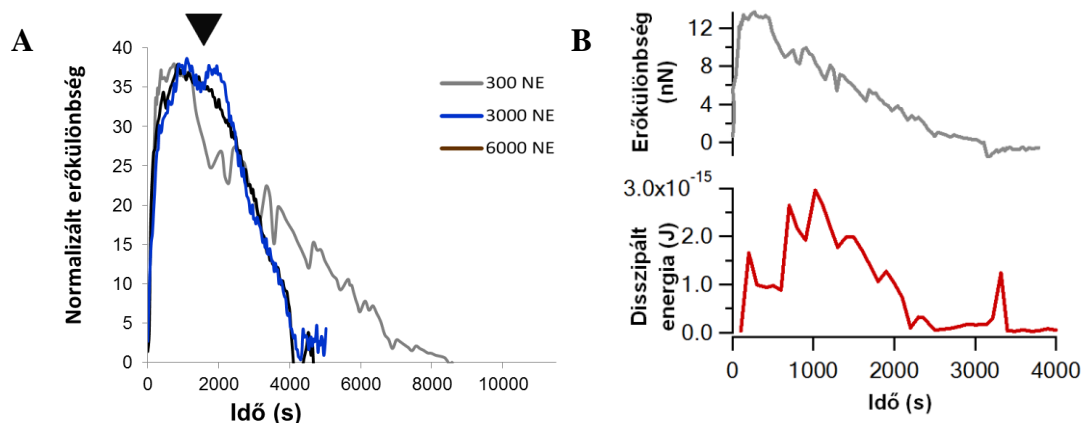 A
Normalizált erőkülönbség
40
35
30
25
20
15
10
5
0
0 2000 4000 6000 8000 10000
Idő (s)
300 NE
3000 NE
6000 NE
B
Erőkülönbség
(nN)
12
8
4
0
Disszipált
energia (J)
3.0x10⁻¹⁵
2.0
1.0
0.0
0 1000 2000 3000 4000
Idő (s)